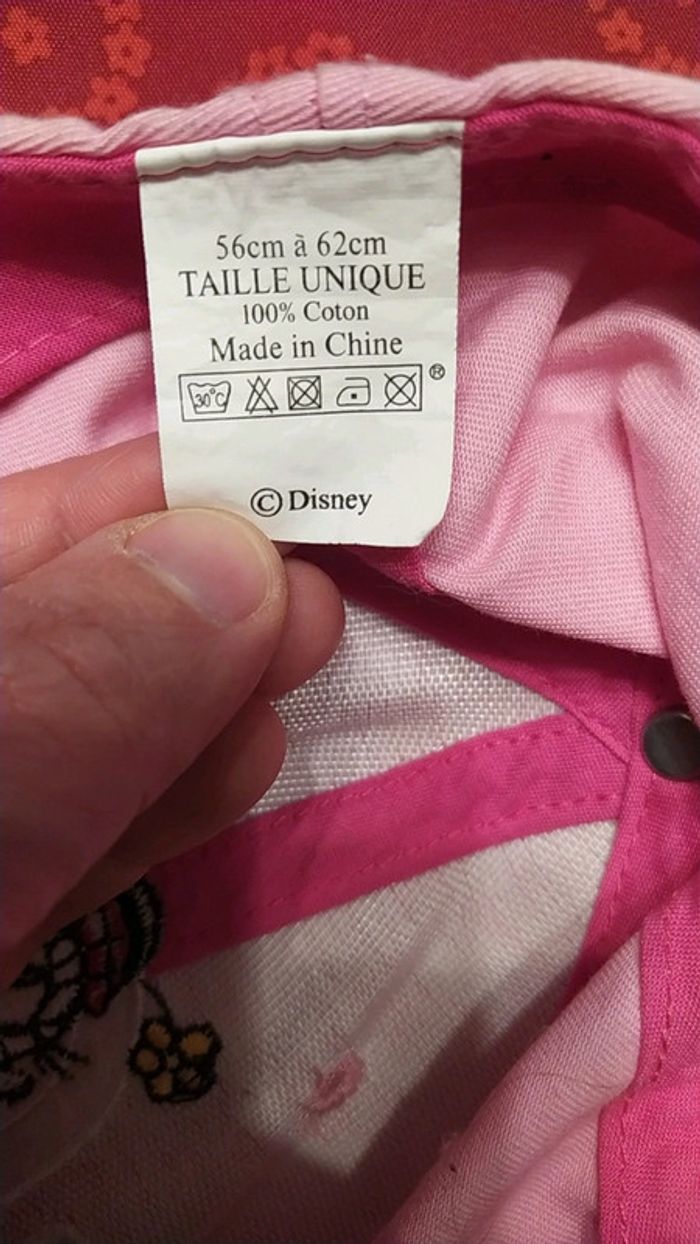 56cm à 62cm
TAILLE UNIQUE
100% Coton
Made in Chine
30°C ®
© Disney